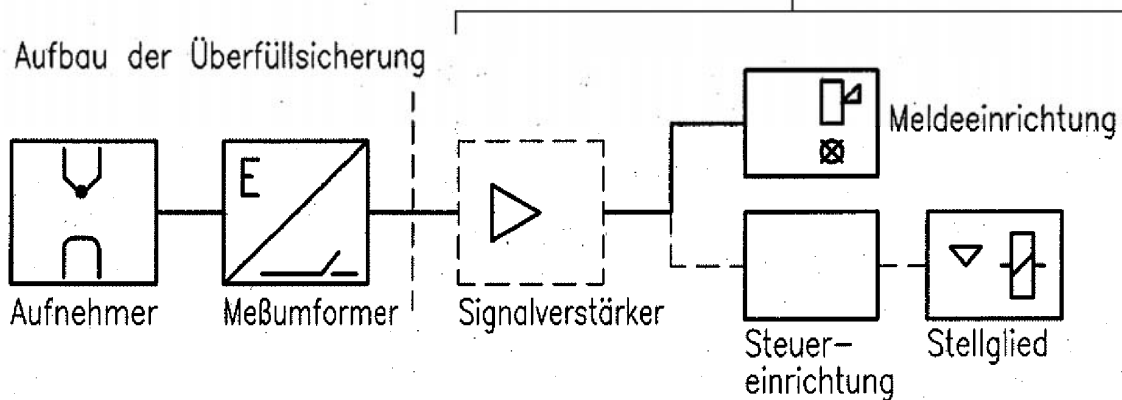 Aufbau der Überfüllsicherung
Meldeeinrichtung
E
Aufnehmer
Meßumformer
Signalverstärker
Steuer-
einrichtung
Stellglied